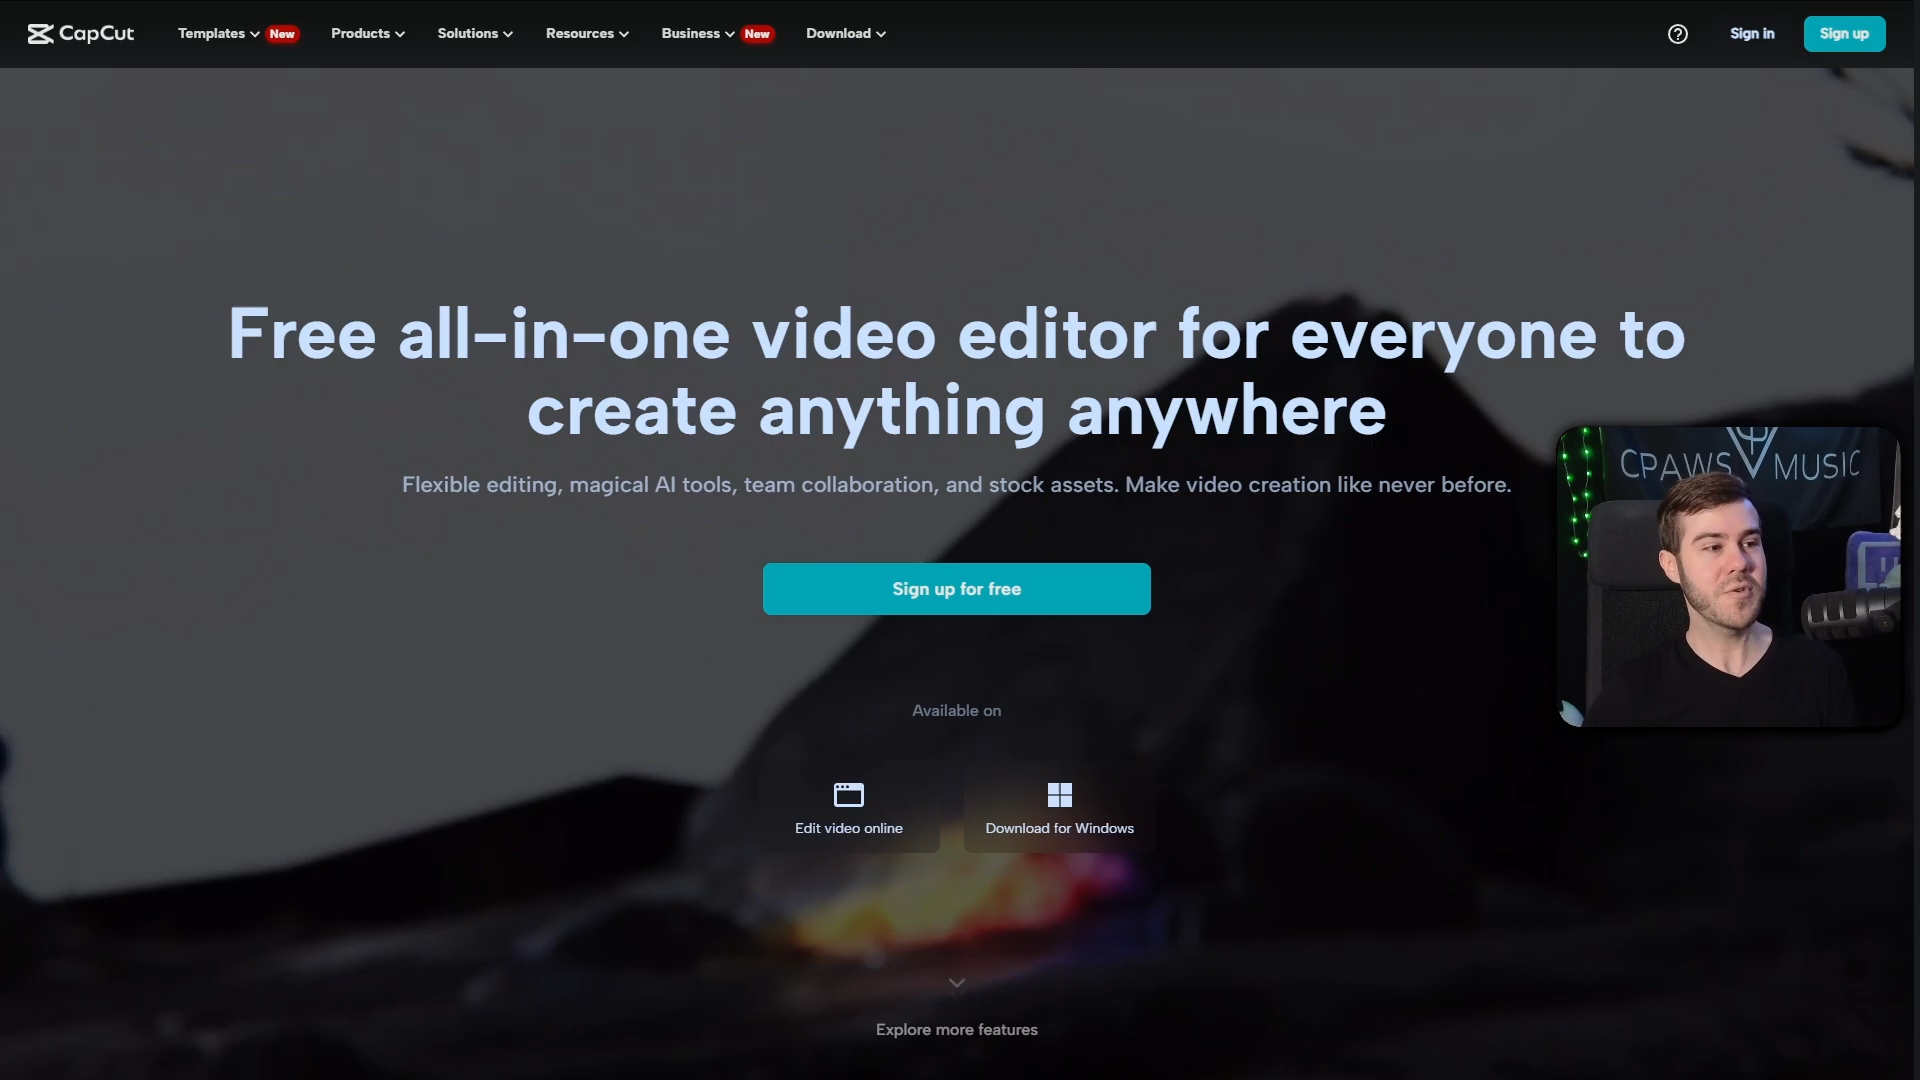 CapCut
Templates New Products Solutions Resources Business New Download
Sign in Sign up
Free all-in-one video editor for everyone to
create anything anywhere
Flexible editing, magical AI tools, team collaboration, and stock assets. Make video creation like never before.
CPAWS MUSIC
Sign up for free
Available on
Edit video online
Download for Windows
Explore more features